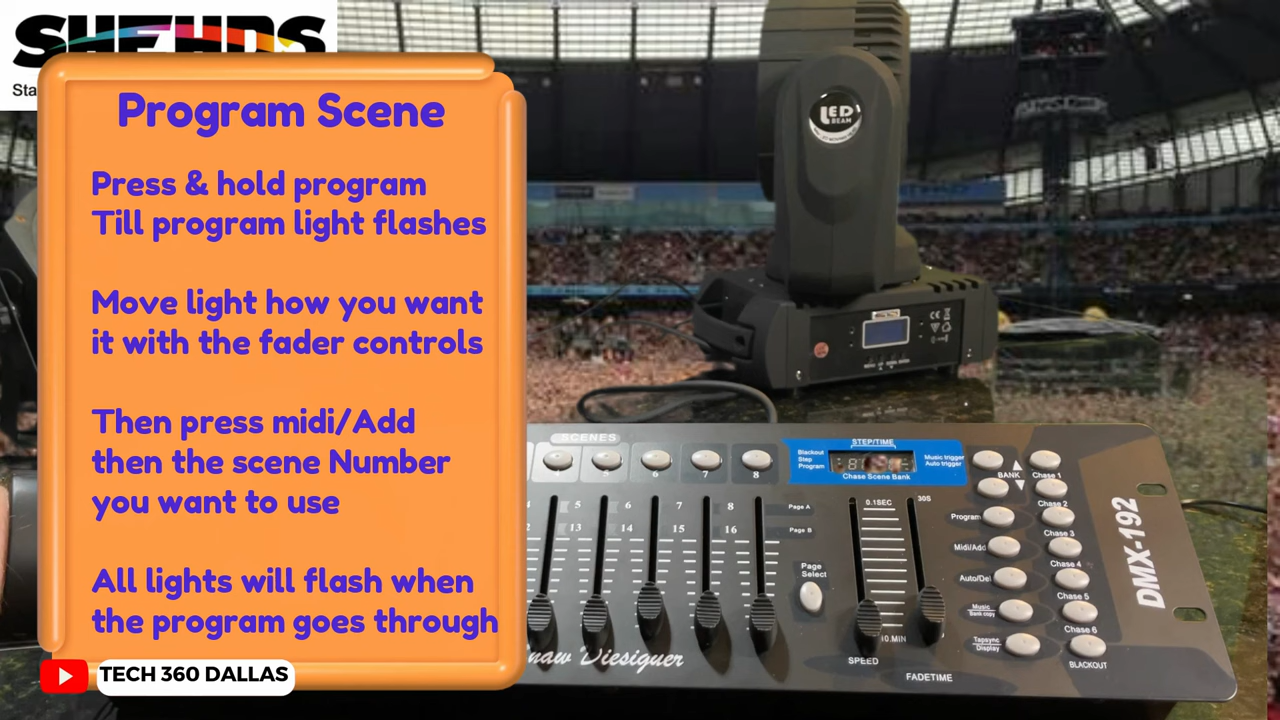 SHEHDS
Sta
Program Scene
Press & hold program
Till program light flashes
Move light how you want
it with the fader controls
Then press midi/Add
then the scene Number
you want to use
All lights will flash when
the program goes through
TECH 360 DALLAS
LED
BEAM
SCENES
6 7 8
5 6 7 8
13 14 15 16
Page A
Page B
Page
Select
STEP/TIME
Blackout
Step
Program
Music trigger
Auto trigger
Chase Scene Bank
0.1SEC
30S
10.MIN
SPEED
FADETIME
BANK
Program
Midi/Add
Auto/Del
Music
Bank copy
Tapsync
Display
Chase 1
Chase 2
Chase 3
Chase 4
Chase 5
Chase 6
BLACKOUT
DMX-192